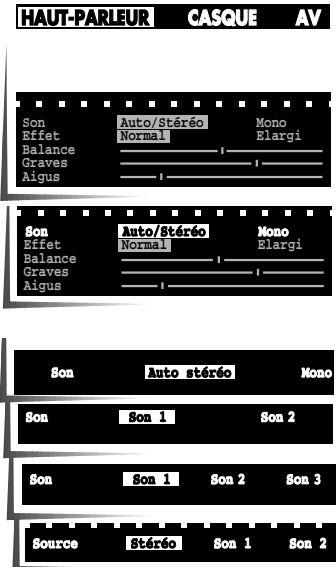 HAUT-PARLEUR CASQUE AV
Son Auto/Stéréo Mono
Effet Normal Elargi
Balance
Graves
Aigus
Son Auto/Stéréo Mono
Effet Normal Elargi
Balance
Graves
Aigus
Son Auto stéréo Mono
Son Son 1 Son 2
Son Son 1 Son 2 Son 3
Source Stéréo Son 1 Son 2